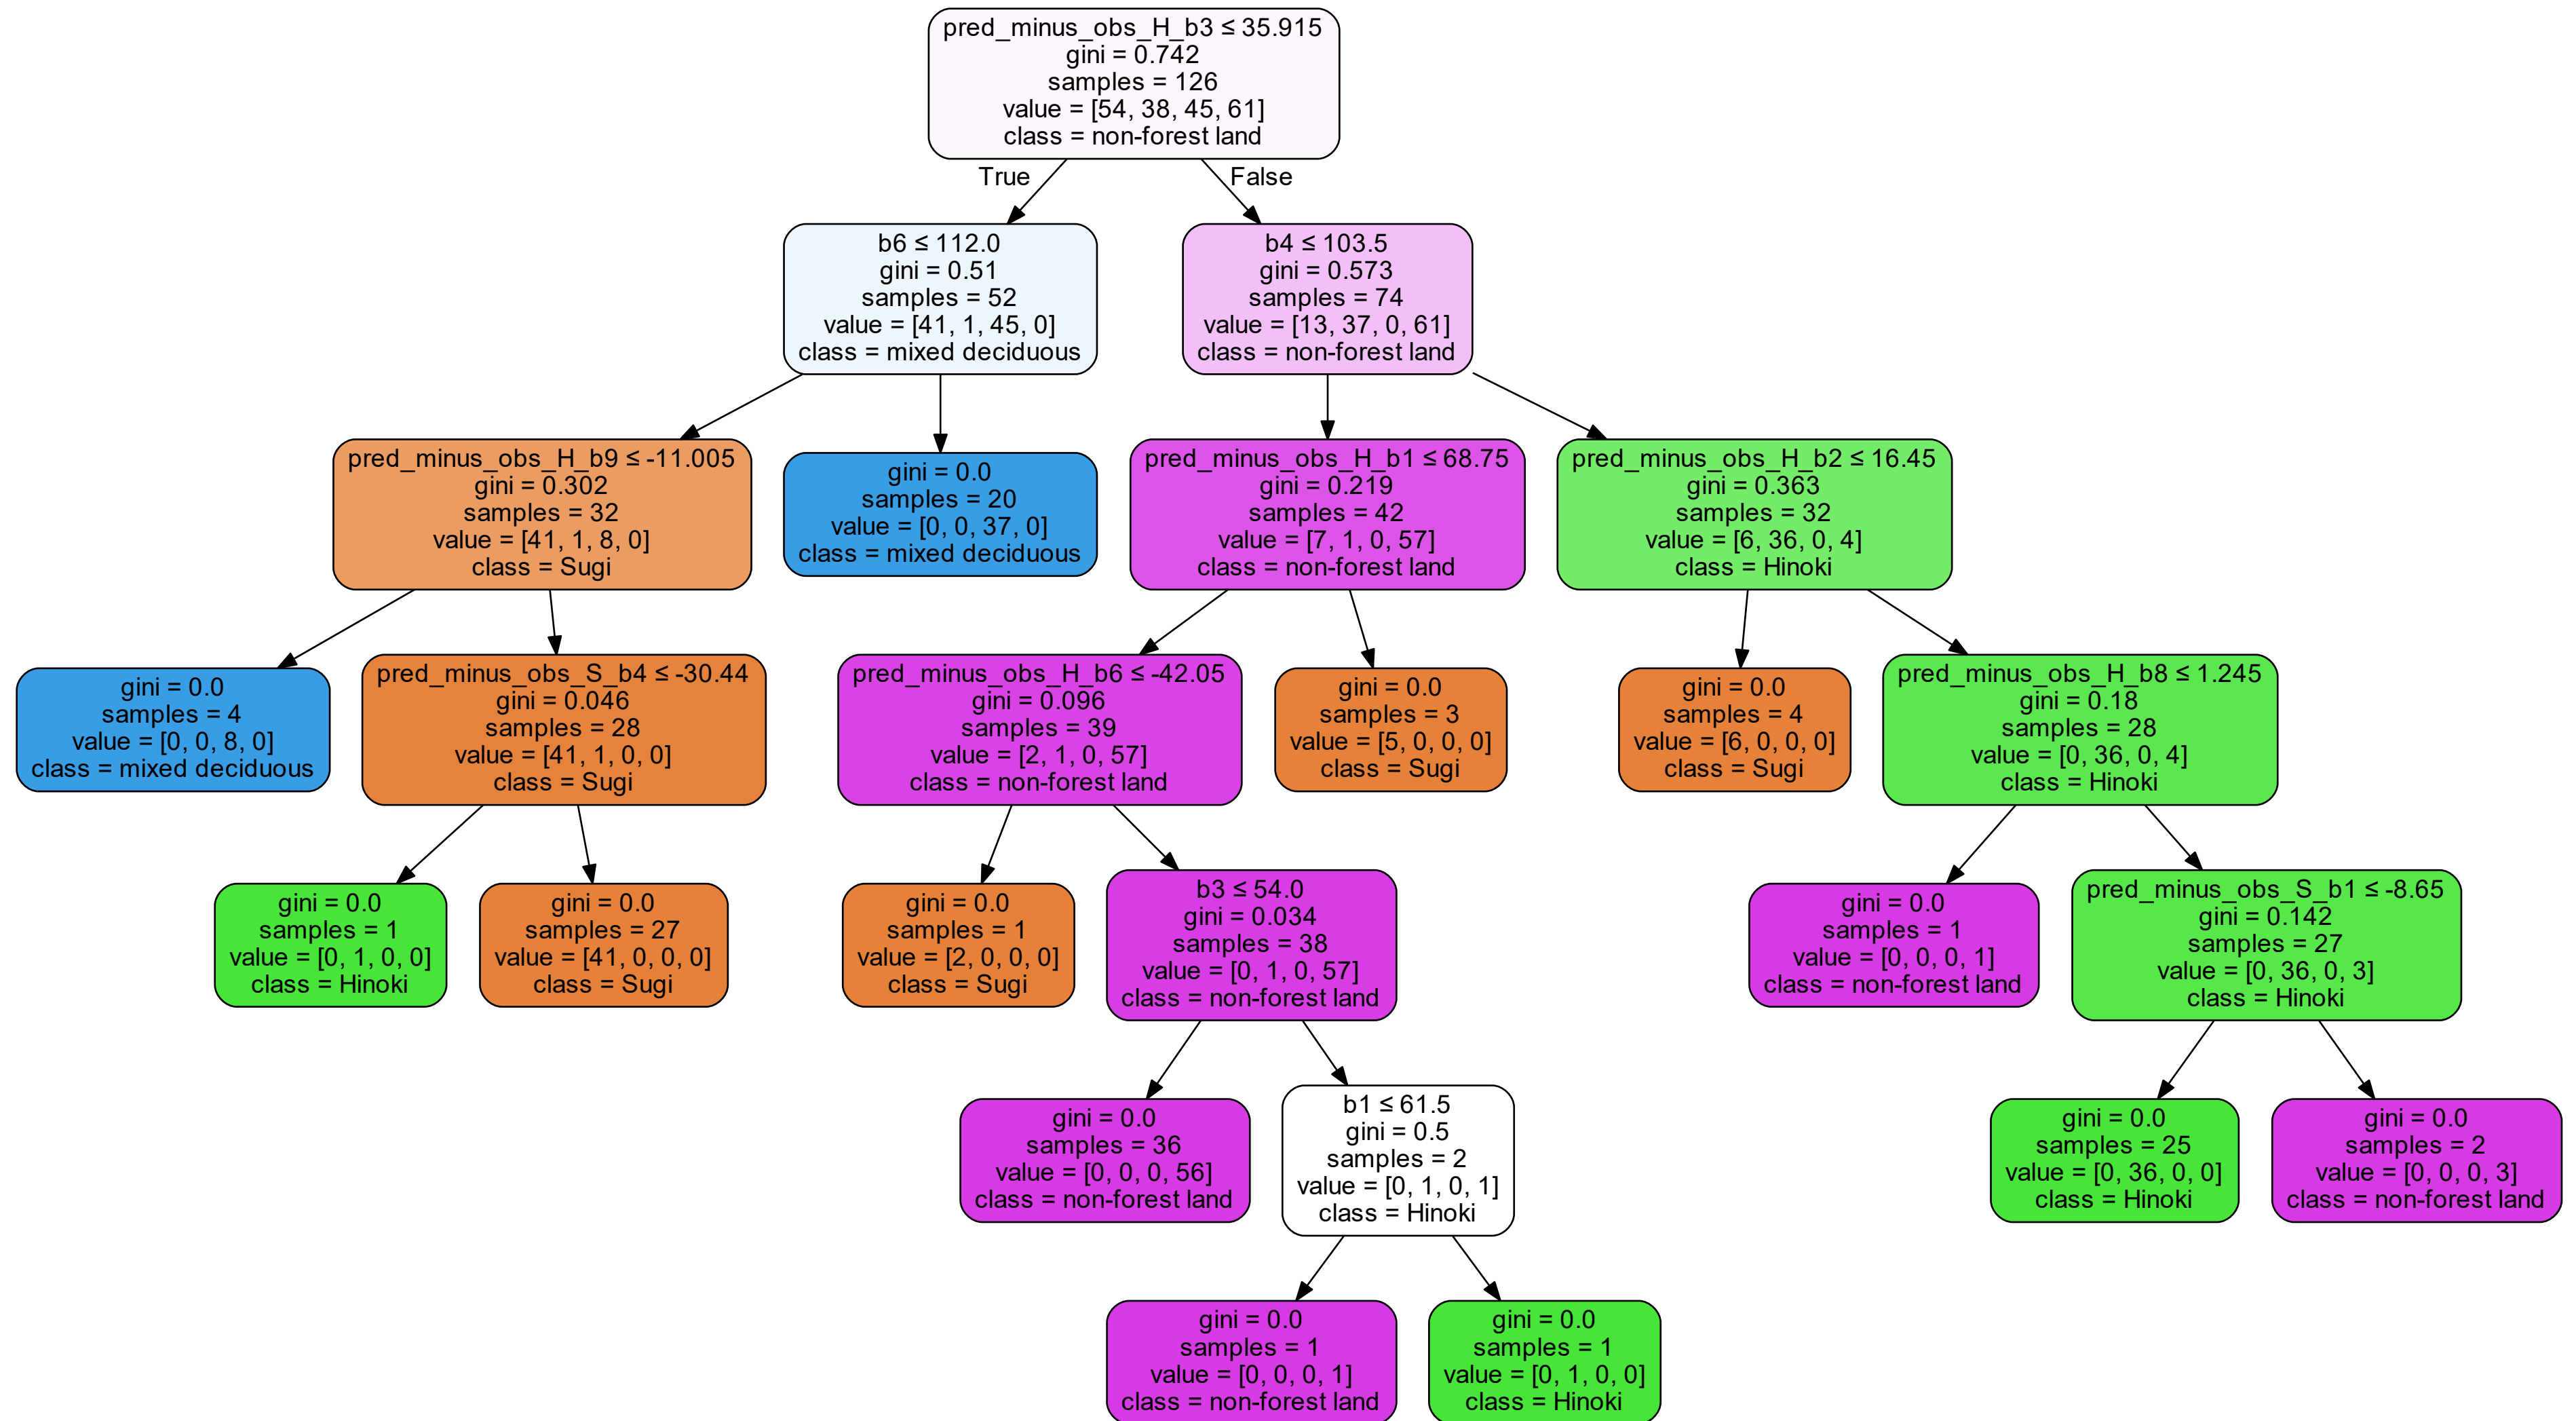 pred_minus_obs_H_b3 ≤ 35.915
gini = 0.742
samples = 126
value = [54, 38, 45, 61]
class = non-forest land
True
False
b6 ≤ 112.0
gini = 0.51
samples = 52
value = [41, 1, 45, 0]
class = mixed deciduous
b4 ≤ 103.5
gini = 0.573
samples = 74
value = [13, 37, 0, 61]
class = non-forest land
pred_minus_obs_H_b9 ≤ -11.005
gini = 0.302
samples = 32
value = [41, 1, 8, 0]
class = Sugi
gini = 0.0
samples = 20
value = [0, 0, 37, 0]
class = mixed deciduous
pred_minus_obs_H_b1 ≤ 68.75
gini = 0.219
samples = 42
value = [7, 1, 0, 57]
class = non-forest land
pred_minus_obs_H_b2 ≤ 16.45
gini = 0.363
samples = 32
value = [6, 36, 0, 4]
class = Hinoki
gini = 0.0
samples = 4
value = [0, 0, 8, 0]
class = mixed deciduous
pred_minus_obs_S_b4 ≤ -30.44
gini = 0.046
samples = 28
value = [41, 1, 0, 0]
class = Sugi
pred_minus_obs_H_b6 ≤ -42.05
gini = 0.096
samples = 39
value = [2, 1, 0, 57]
class = non-forest land
gini = 0.0
samples = 3
value = [5, 0, 0, 0]
class = Sugi
gini = 0.0
samples = 4
value = [6, 0, 0, 0]
class = Sugi
pred_minus_obs_H_b8 ≤ 1.245
gini = 0.18
samples = 28
value = [0, 36, 0, 4]
class = Hinoki
gini = 0.0
samples = 1
value = [0, 1, 0, 0]
class = Hinoki
gini = 0.0
samples = 27
value = [41, 0, 0, 0]
class = Sugi
gini = 0.0
samples = 1
value = [2, 0, 0, 0]
class = Sugi
b3 ≤ 54.0
gini = 0.034
samples = 38
value = [0, 1, 0, 57]
class = non-forest land
gini = 0.0
samples = 1
value = [0, 0, 0, 1]
class = non-forest land
pred_minus_obs_S_b1 ≤ -8.65
gini = 0.142
samples = 27
value = [0, 36, 0, 3]
class = Hinoki
gini = 0.0
samples = 36
value = [0, 0, 0, 56]
class = non-forest land
b1 ≤ 61.5
gini = 0.5
samples = 2
value = [0, 1, 0, 1]
class = Hinoki
gini = 0.0
samples = 25
value = [0, 36, 0, 0]
class = Hinoki
gini = 0.0
samples = 2
value = [0, 0, 0, 3]
class = non-forest land
gini = 0.0
samples = 1
value = [0, 0, 0, 1]
class = non-forest land
gini = 0.0
samples = 1
value = [0, 1, 0, 0]
class = Hinoki